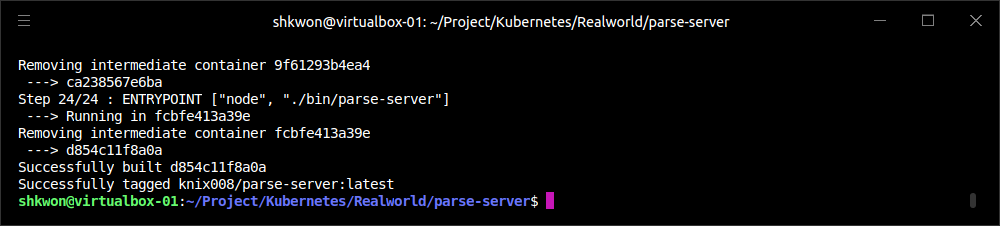 shkwon@virtualbox-01: ~/Project/Kubernetes/Realworld/parse-server
Removing intermediate container 9f61293b4ea4
 ---> ca238567e6ba
Step 24/24 : ENTRYPOINT ["node", "./bin/parse-server"]
 ---> Running in fcbfe413a39e
Removing intermediate container fcbfe413a39e
 ---> d854c11f8a0a
Successfully built d854c11f8a0a
Successfully tagged knix008/parse-server:latest
shkwon@virtualbox-01:~/Project/Kubernetes/Realworld/parse-server$